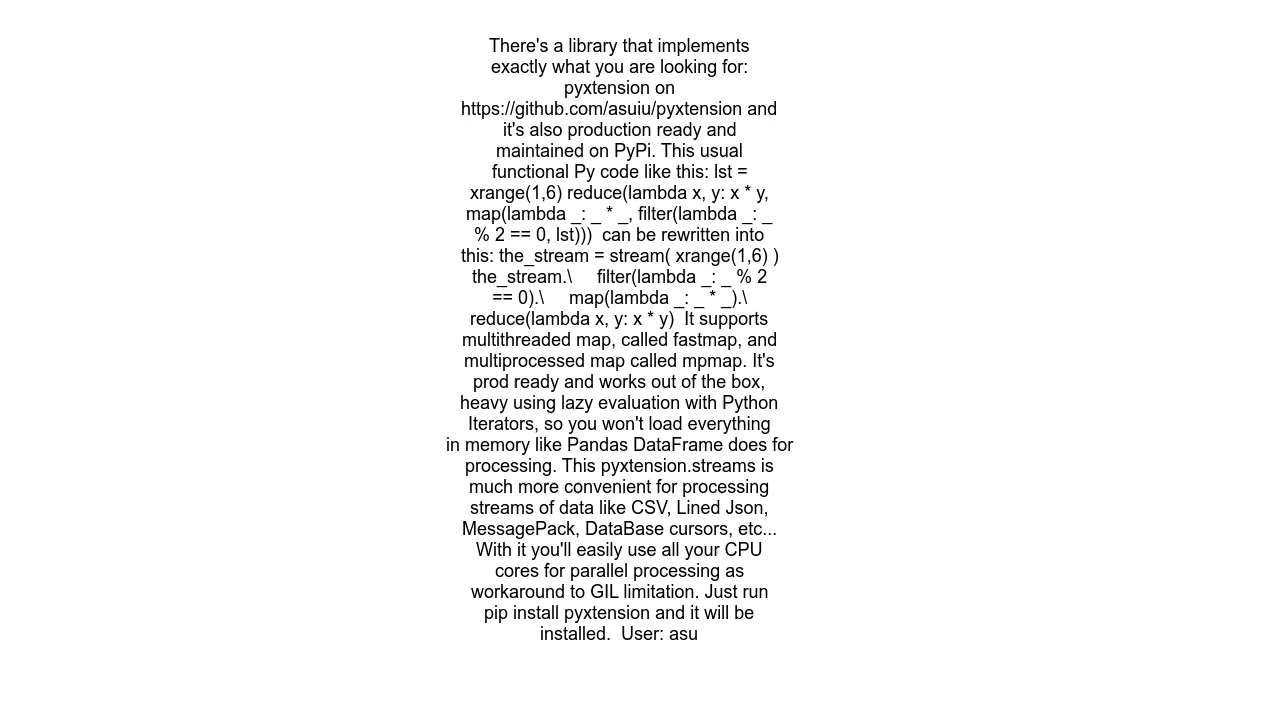 There's a library that implements
exactly what you are looking for:
pyxtension on
https://github.com/asuiu/pyxtension and
it's also production ready and
maintained on PyPi. This usual
functional Py code like this: lst =
xrange(1,6) reduce(lambda x, y: x * y,
map(lambda _: _ * _, filter(lambda _: _
% 2 == 0, lst)))  can be rewritten into
this: the_stream = stream( xrange(1,6) )
the_stream.\     filter(lambda _: _ % 2
== 0).\     map(lambda _: _ * _).\
reduce(lambda x, y: x * y)  It supports
multithreaded map, called fastmap, and
multiprocessed map called mpmap. It's
prod ready and works out of the box,
heavy using lazy evaluation with Python
Iterators, so you won't load everything
in memory like Pandas DataFrame does for
processing. This pyxtension.streams is
much more convenient for processing
streams of data like CSV, Lined Json,
MessagePack, DataBase cursors, etc...
With it you'll easily use all your CPU
cores for parallel processing as
workaround to GIL limitation. Just run
pip install pyxtension and it will be
installed.  User: asu